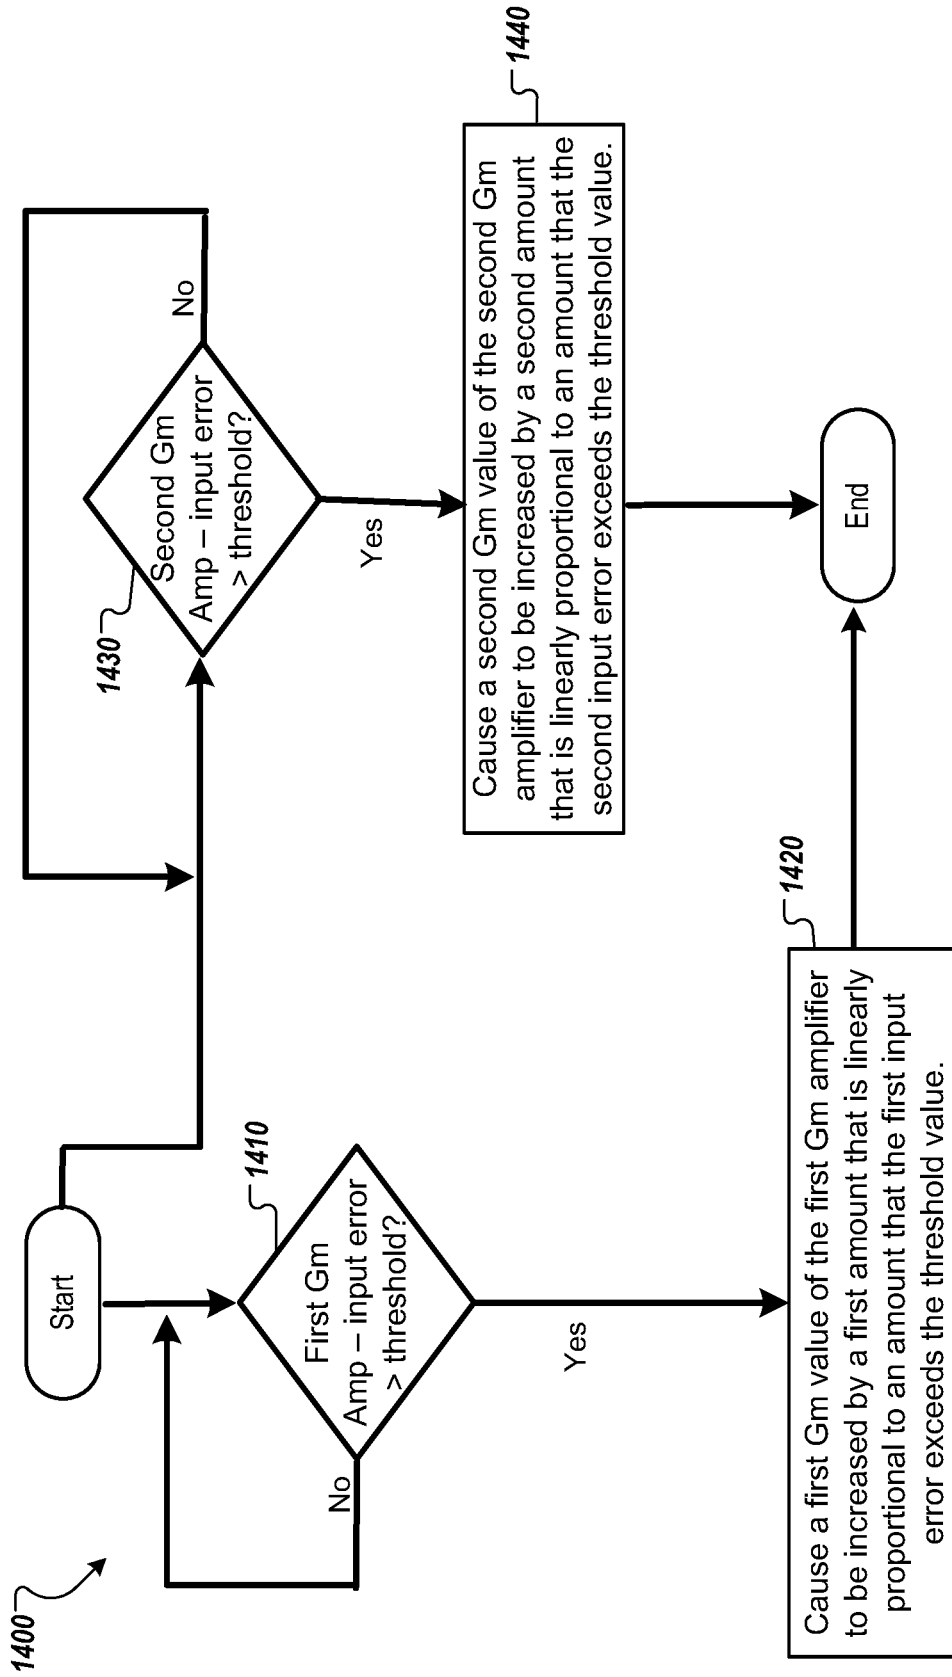 1400
Start
1410
First Gm
Amp – input error
> threshold?
No
Yes
Cause a first Gm value of the first Gm amplifier
to be increased by a first amount that is linearly
proportional to an amount that the first input
error exceeds the threshold value.
1420
1430
Second Gm
Amp – input error
> threshold?
No
Yes
Cause a second Gm value of the second Gm
amplifier to be increased by a second amount
that is linearly proportional to an amount that the
second input error exceeds the threshold value.
1440
End